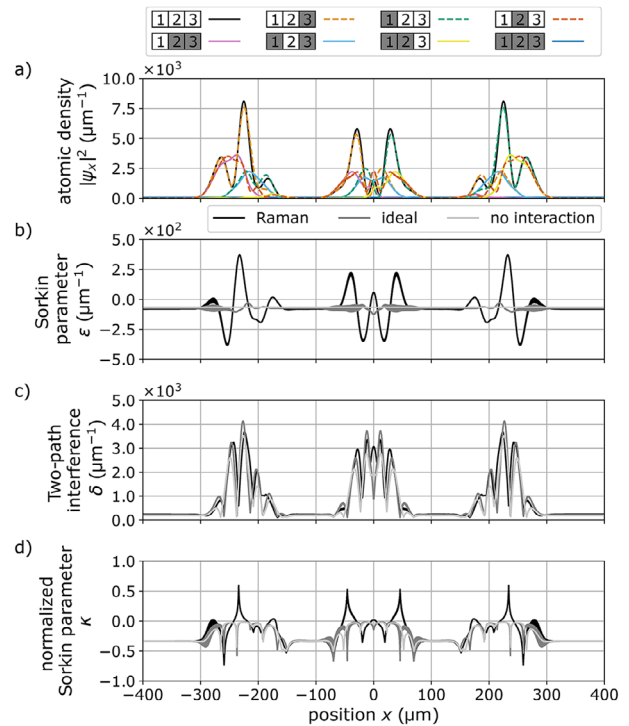 1 2 3 1 2 3 1 2 3 1 2 3
1 2 3 1 2 3 1 2 3 1 2 3
a)
×10³
10.0
7.5
5.0
2.5
0.0
atomic density
|ψₓ|² (μm⁻¹)
Raman ideal no interaction
b)
×10²
5.0
2.5
0.0
−2.5
−5.0
Sorkin
parameter
ε (μm⁻¹)
c)
×10³
5.0
4.0
3.0
2.0
1.0
0.0
Two-path
interference
δ (μm⁻¹)
d)
1.0
0.5
0.0
−0.5
−1.0
normalized
Sorkin parameter
κ
−400 −300 −200 −100 0 100 200 300 400
position x (μm)